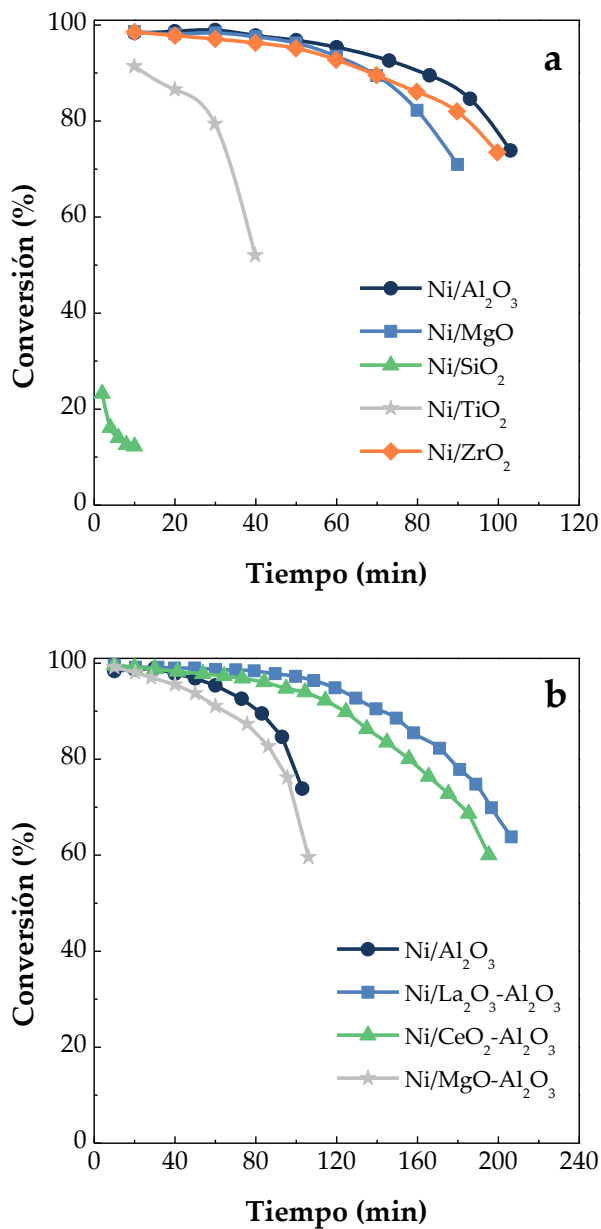 100
80
60
40
20
0
Conversión (%)
a
Ni/Al₂O₃
Ni/MgO
Ni/SiO₂
Ni/TiO₂
Ni/ZrO₂
0 20 40 60 80 100 120
Tiempo (min)
100
80
60
40
20
0
Conversión (%)
b
Ni/Al₂O₃
Ni/La₂O₃-Al₂O₃
Ni/CeO₂-Al₂O₃
Ni/MgO-Al₂O₃
0 40 80 120 160 200 240
Tiempo (min)